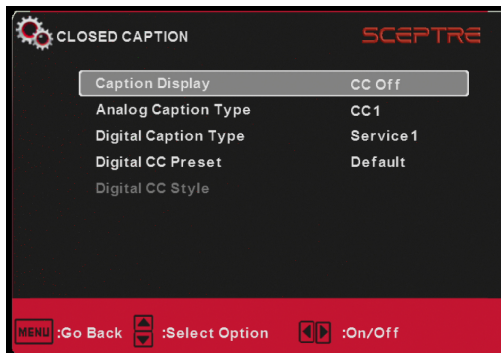 CLOSED CAPTION SCEPTRE
Caption Display CC Off
Analog Caption Type CC1
Digital Caption Type Service1
Digital CC Preset Default
Digital CC Style
MENU :Go Back :Select Option :On/Off